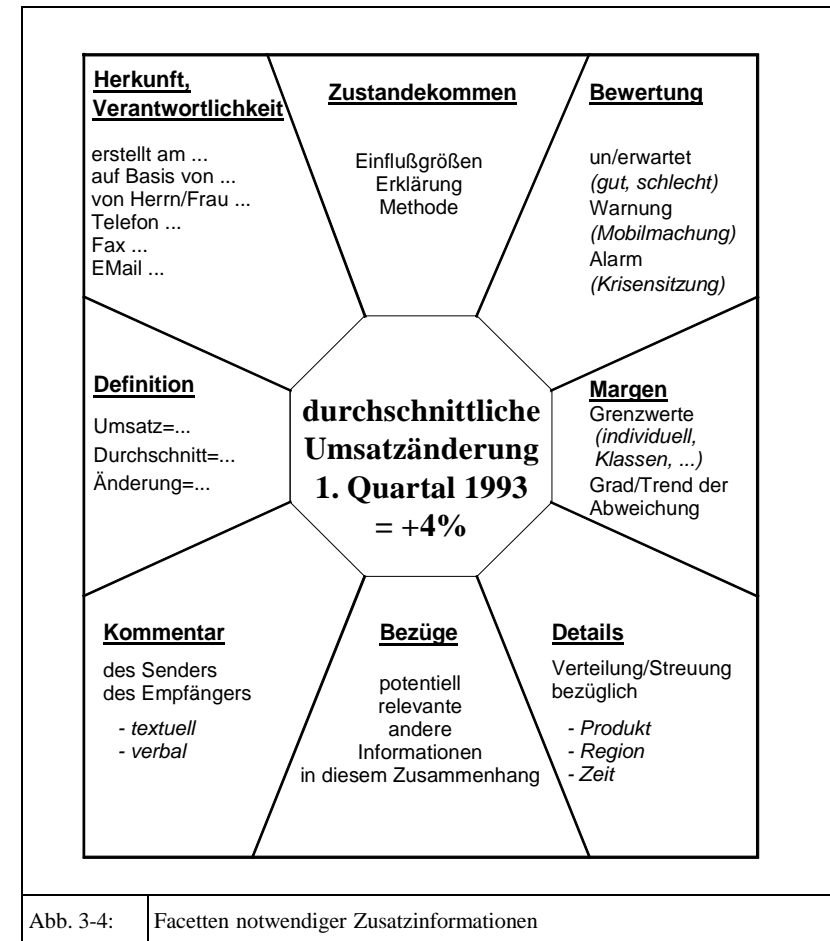 Herkunft,
Verantwortlichkeit
erstellt am ...
auf Basis von ...
von Herrn/Frau ...
Telefon ...
Fax ...
EMail ...
Zustandekommen
Einflußgrößen
Erklärung
Methode
Bewertung
un/erwartet
(gut, schlecht)
Warnung
(Mobilmachung)
Alarm
(Krisensitzung)
Definition
Umsatz=...
Durchschnitt=...
Änderung=...
durchschnittliche
Umsatzänderung
1. Quartal 1993
= +4%
Margen
Grenzwerte
(individuell,
Klassen, ...)
Grad/Trend der
Abweichung
Kommentar
des Senders
des Empfängers
- textuell
- verbal
Bezüge
potentiell
relevante
andere
Informationen
in diesem Zusammenhang
Details
Verteilung/Streuung
bezüglich
- Produkt
- Region
- Zeit
Abb. 3-4: Facetten notwendiger Zusatzinformationen